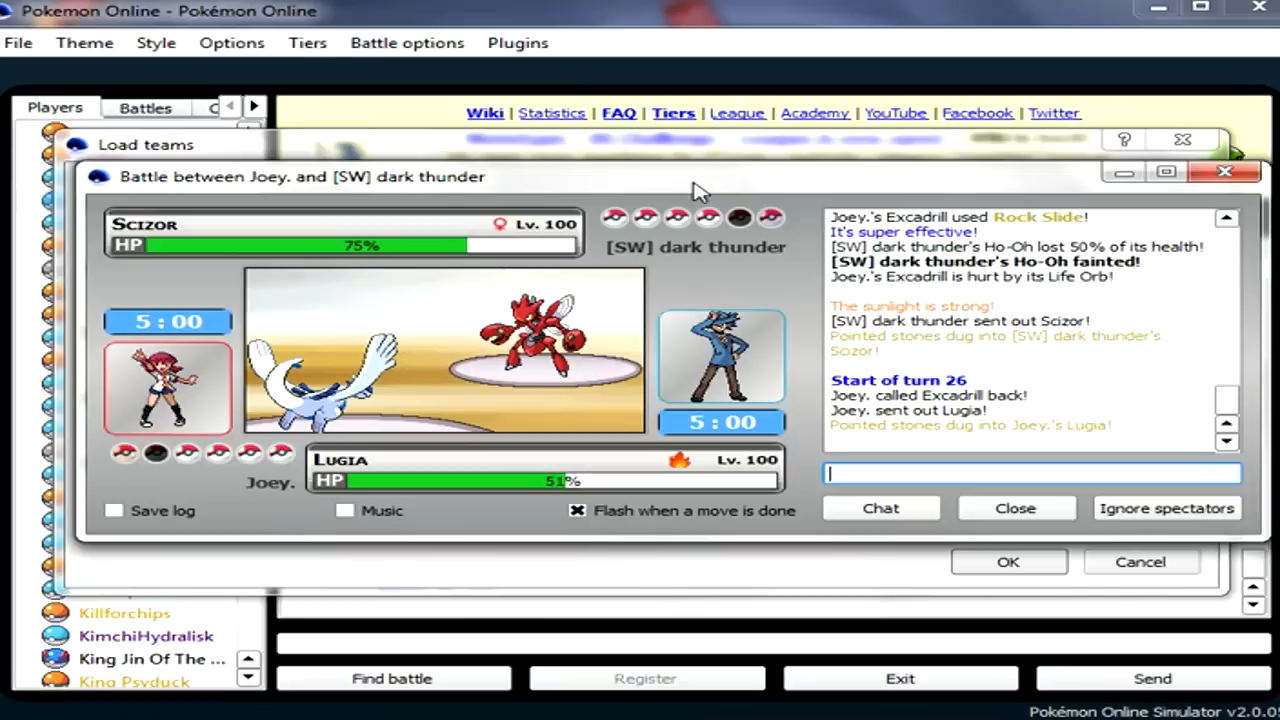 Pokemon Online - Pokémon Online
File Theme Style Options Tiers Battle options Plugins
Players Battles C
Wiki | Statistics | FAQ | Tiers | League | Academy | YouTube | Facebook | Twitter
Load teams
Battle between Joey. and [SW] dark thunder
SCIZOR Lv. 100
HP 75%
[SW] dark thunder
5:00
5:00
LUGIA Lv. 100
HP 51%
Joey.
Save log Music Flash when a move is done
Joey.'s Excadrill used Rock Slide!
It's super effective!
[SW] dark thunder's Ho-Oh lost 50% of its health!
[SW] dark thunder's Ho-Oh fainted!
Joey.'s Excadrill is hurt by its Life Orb!
The sunlight is strong!
[SW] dark thunder sent out Scizor!
Pointed stones dug into [SW] dark thunder's
Scizor!
Start of turn 26
Joey. called Excadrill back!
Joey. sent out Lugia!
Pointed stones dug into Joey.'s Lugia!
Chat Close Ignore spectators
OK Cancel
Killforchips
KimchiHydralisk
King Jin Of The ...
King Psyduck
Find battle Register Exit Send
Pokémon Online Simulator v2.0.05